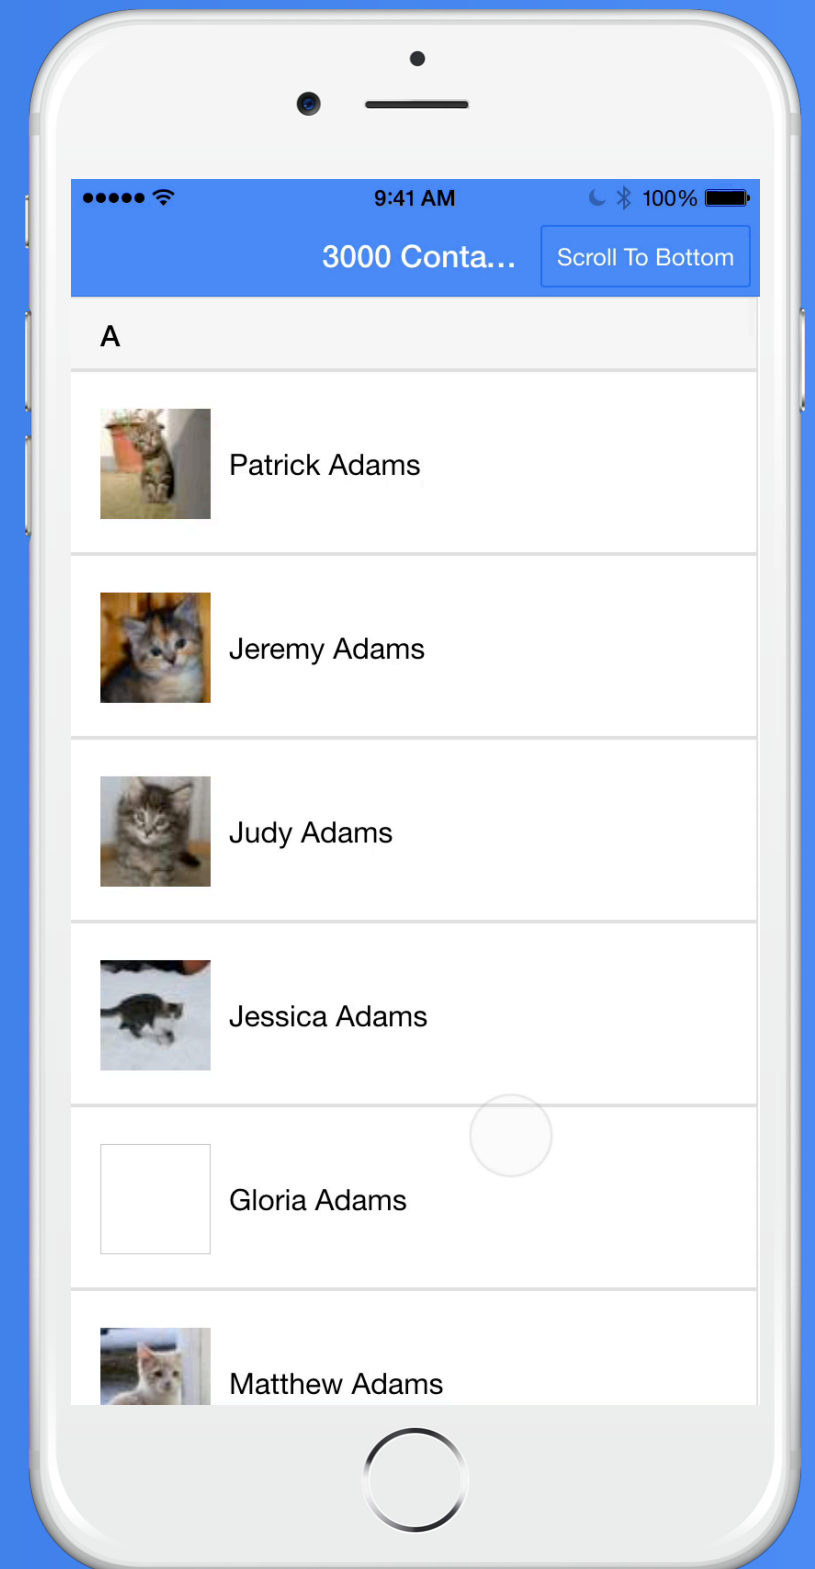 9:41 AM
100%
3000 Conta...
Scroll To Bottom
A
Patrick Adams
Jeremy Adams
Judy Adams
Jessica Adams
Gloria Adams
Matthew Adams